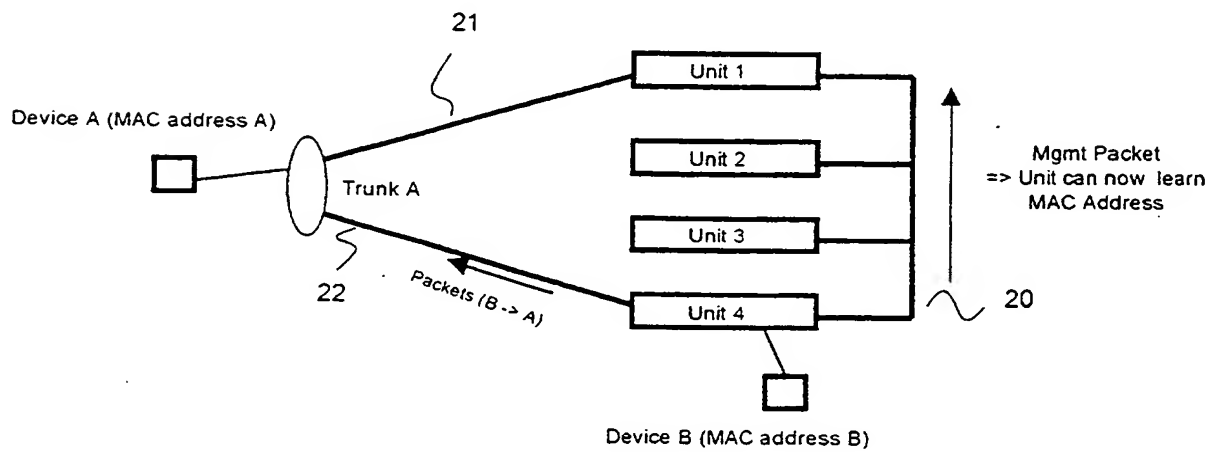 21
Unit 1
Device A (MAC address A)
Unit 2
Mgmt Packet
=> Unit can now learn
MAC Address
Trunk A
Unit 3
22
Packets (B -> A)
Unit 4
20
Device B (MAC address B)